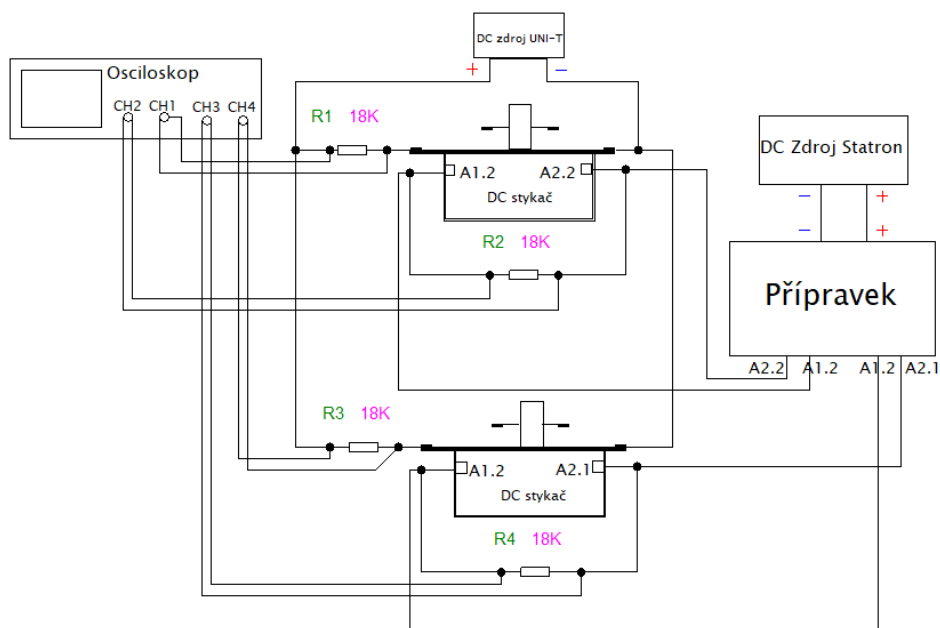 DC zdroj UNI-T
+ −
Osciloskop
CH2 CH1 CH3 CH4
R1 18K
A1.2 A2.2
DC stykač
R2 18K
DC Zdroj Statron
− +
− +
Přípravek
A2.2 A1.2 A1.2 A2.1
R3 18K
A1.2 A2.1
DC stykač
R4 18K